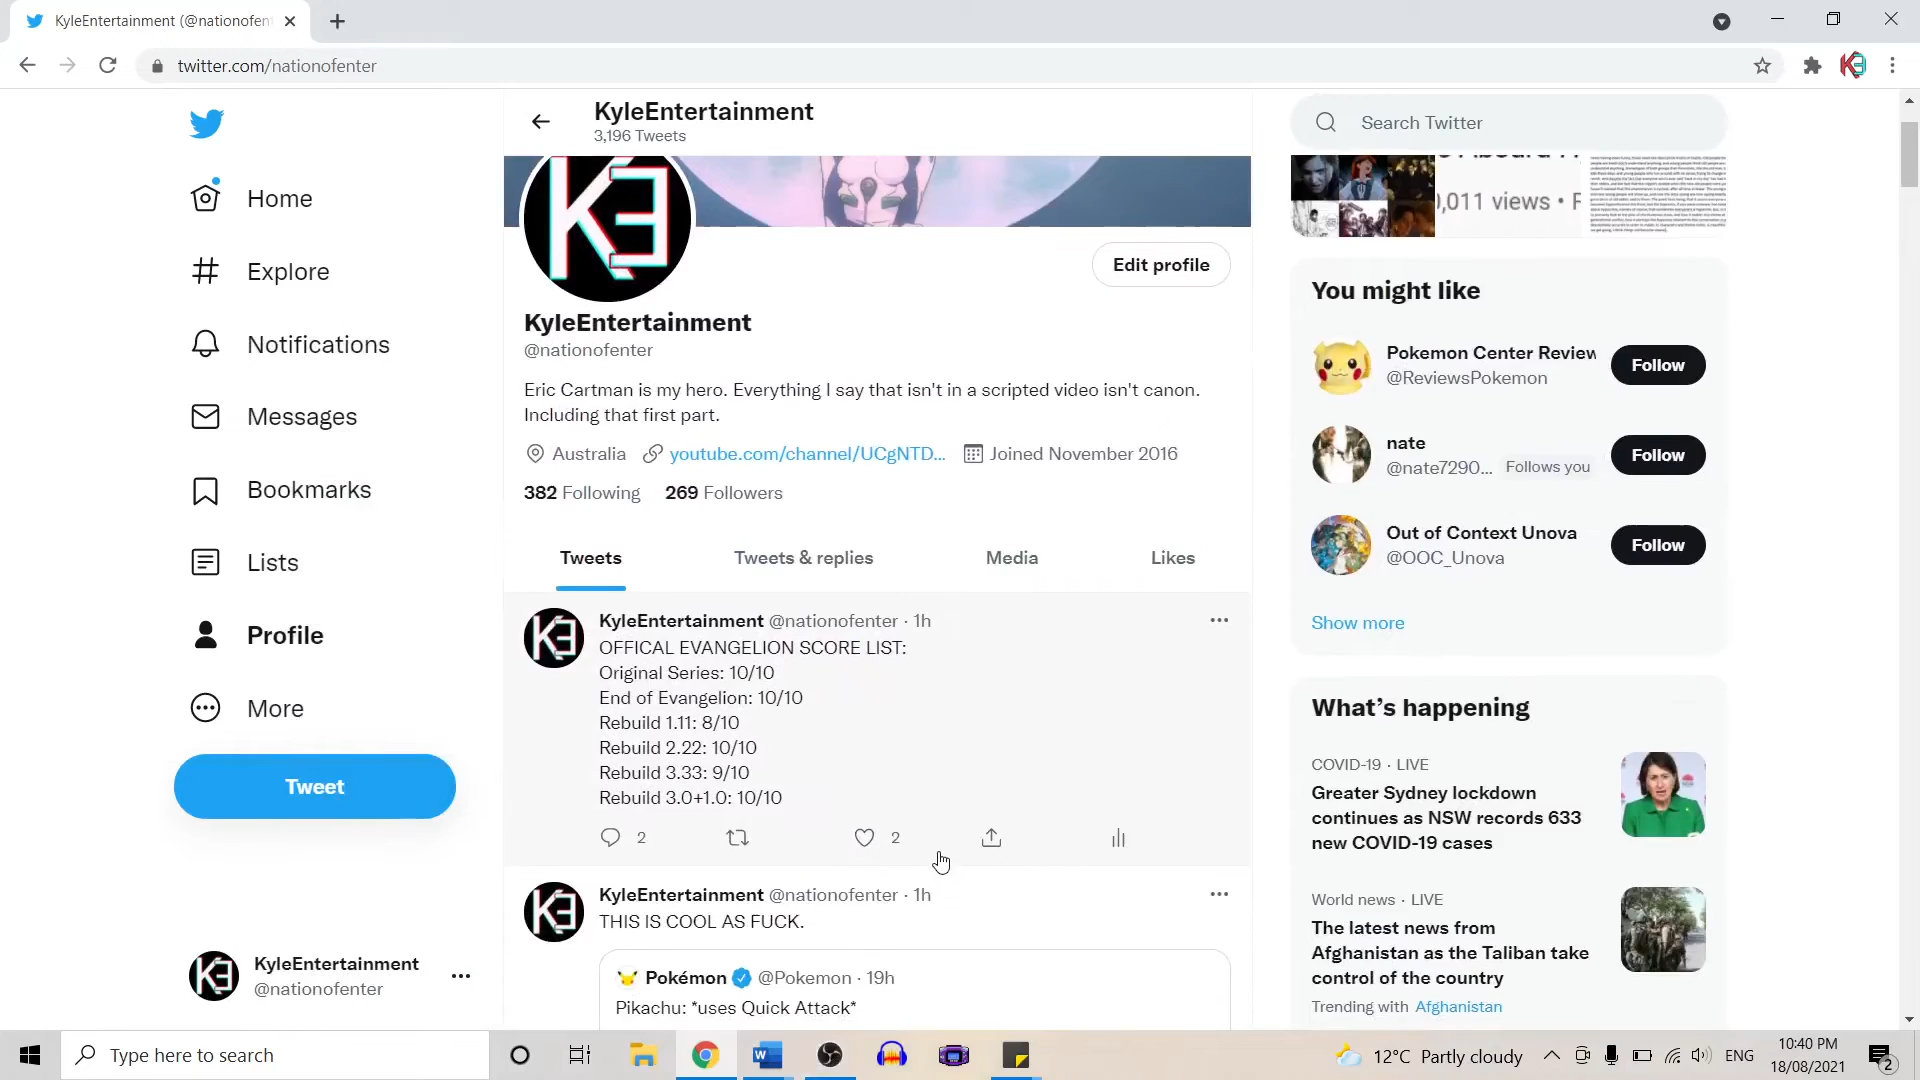 KyleEntertainment (@nationofen
twitter.com/nationofenter
KE
Home
Explore
Notifications
Messages
Bookmarks
Lists
Profile
More
Tweet
KyleEntertainment
@nationofenter
KyleEntertainment
3,196 Tweets
KE
Edit profile
KyleEntertainment
@nationofenter
Eric Cartman is my hero. Everything I say that isn't in a scripted video isn't canon.
Including that first part.
Australia youtube.com/channel/UCgNTD... Joined November 2016
382 Following 269 Followers
Tweets Tweets & replies Media Likes
KyleEntertainment @nationofenter · 1h
OFFICAL EVANGELION SCORE LIST:
Original Series: 10/10
End of Evangelion: 10/10
Rebuild 1.11: 8/10
Rebuild 2.22: 10/10
Rebuild 3.33: 9/10
Rebuild 3.0+1.0: 10/10
2 2
KyleEntertainment @nationofenter · 1h
THIS IS COOL AS FUCK.
Pokémon @Pokemon · 19h
Pikachu: *uses Quick Attack*
Search Twitter
,011 views •
You might like
Pokemon Center Review
@ReviewsPokemon
Follow
nate
@nate7290... Follows you
Follow
Out of Context Unova
@OOC_Unova
Follow
Show more
What's happening
COVID-19 · LIVE
Greater Sydney lockdown
continues as NSW records 633
new COVID-19 cases
World news · LIVE
The latest news from
Afghanistan as the Taliban take
control of the country
Trending with Afghanistan
Type here to search
12°C Partly cloudy
ENG
10:40 PM
18/08/2021
2